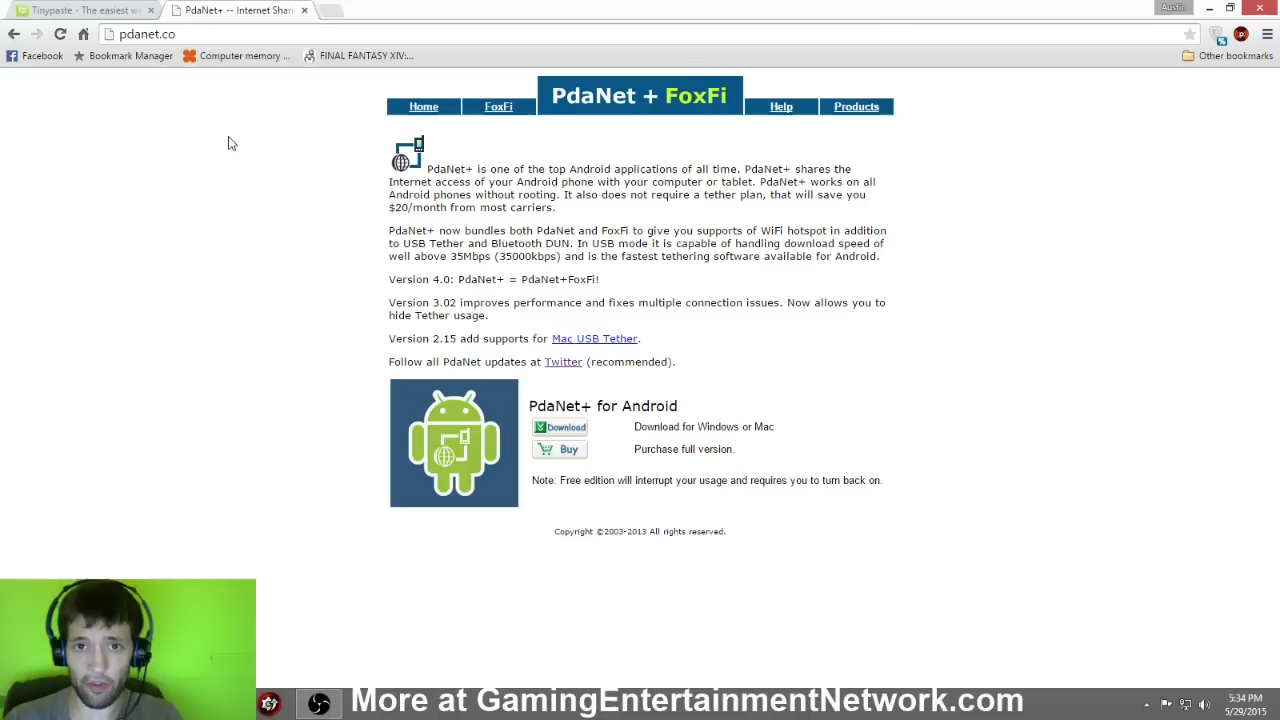 Tinypaste - The easiest w
PdaNet+ -- Internet Shari
Austin
pdanet.co
Facebook
Bookmark Manager
Computer memory ...
FINAL FANTASY XIV:...
Other bookmarks
Home
FoxFi
PdaNet + FoxFi
Help
Products
PdaNet+ is one of the top Android applications of all time. PdaNet+ shares the
Internet access of your Android phone with your computer or tablet. PdaNet+ works on all
Android phones without rooting. It also does not require a tether plan, that will save you
$20/month from most carriers.
PdaNet+ now bundles both PdaNet and FoxFi to give you supports of WiFi hotspot in addition
to USB Tether and Bluetooth DUN. In USB mode it is capable of handling download speed of
well above 35Mbps (35000kbps) and is the fastest tethering software available for Android.
Version 4.0: PdaNet+ = PdaNet+FoxFi!
Version 3.02 improves performance and fixes multiple connection issues. Now allows you to
hide Tether usage.
Version 2.15 add supports for Mac USB Tether.
Follow all PdaNet updates at Twitter (recommended).
PdaNet+ for Android
Download
Download for Windows or Mac
Buy
Purchase full version.
Note: Free edition will interrupt your usage and requires you to turn back on.
Copyright ©2003-2013 All rights reserved.
More at GamingEntertainmentNetwork.com
5:34 PM
5/29/2015